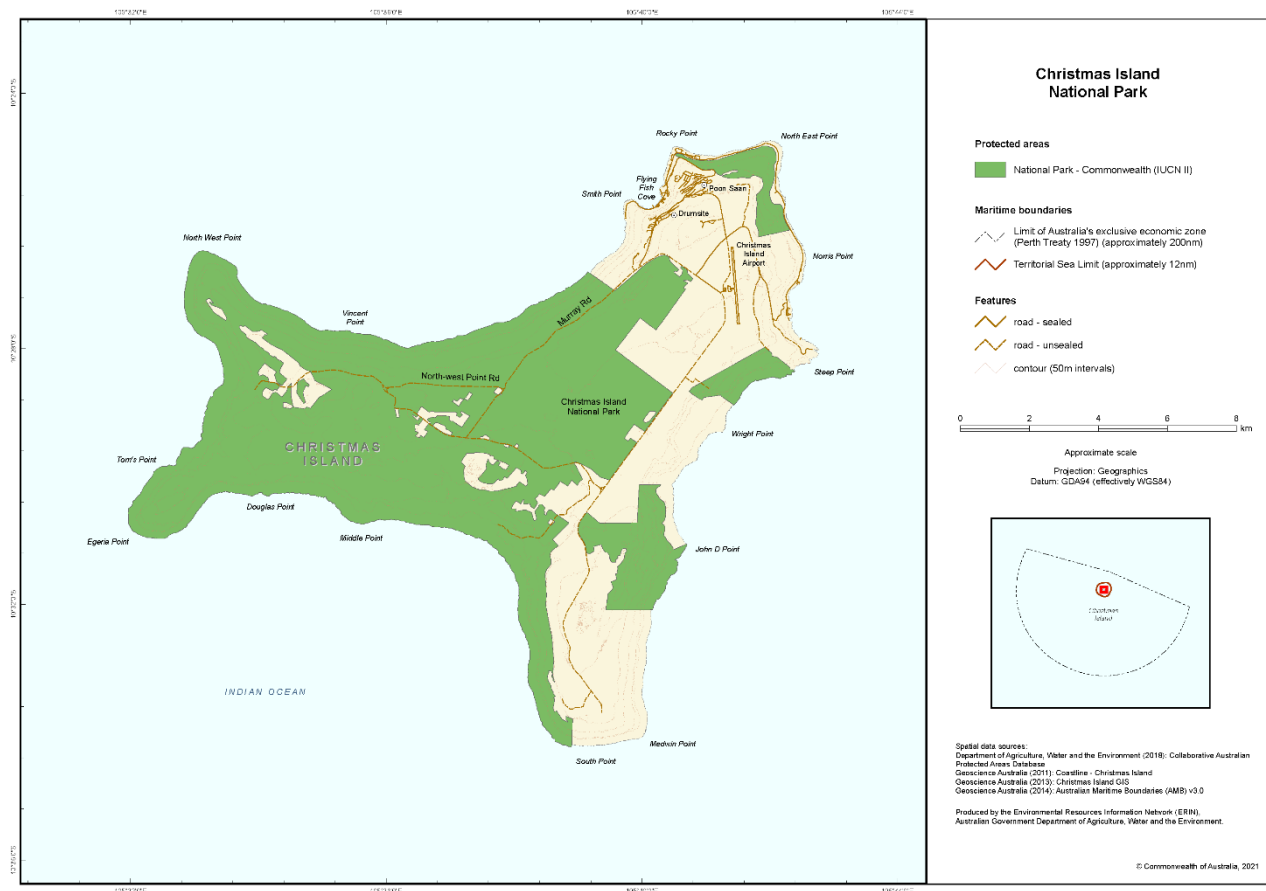 105°36'0"E
105°40'0"E
Christmas Island
National Park
Protected areas
National Park - Commonwealth (IUCN II)
Maritime boundaries
Limit of Australia's exclusive economic zone
(Perth Treaty 1997) (approximately 200nm)
Territorial Sea Limit (approximately 12nm)
Features
road - sealed
road - unsealed
contour (50m intervals)
0 2 4 6 8
km
Approximate scale
Projection: Geographics
Datum: GDA94 (effectively WGS84)
Rocky Point
North East Point
Flying
Fish
Cove
Smith Point
Poon Saan
Drumsite
North West Point
Christmas
Island
Airport
Norris Point
Murray Rd
Vincent
Point
Steep Point
North-west Point Rd
Christmas Island
National Park
Wright Point
CHRISTMAS
ISLAND
Tom's Point
Douglas Point
Egeria Point
Middle Point
John D Point
INDIAN OCEAN
Medwin Point
South Point
Christmas
Island
Spatial data sources:
Department of Agriculture, Water and the Environment (2018): Collaborative Australian
Protected Areas Database
Geoscience Australia (2011): Coastline - Christmas Island
Geoscience Australia (2013): Christmas Island GIS
Geoscience Australia (2014): Australian Maritime Boundaries (AMB) v3.0
Produced by the Environmental Resources Information Network (ERIN),
Australian Government Department of Agriculture, Water and the Environment.
© Commonwealth of Australia, 2021